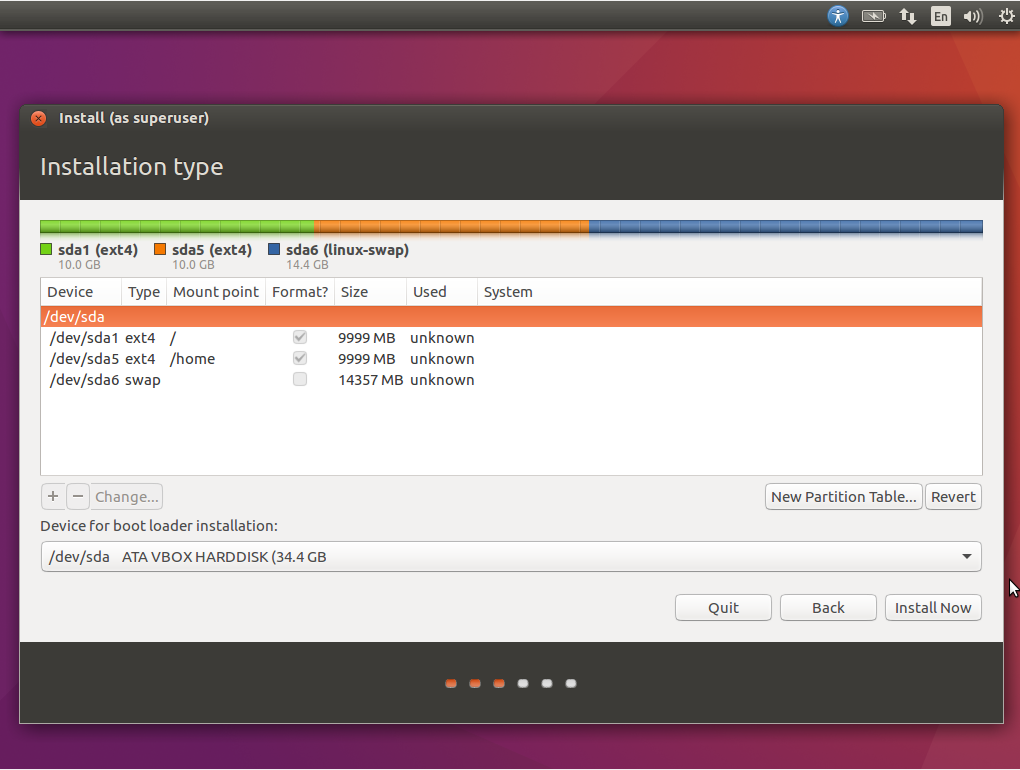 En
Install (as superuser)
Installation type
sda1 (ext4) sda5 (ext4) sda6 (linux-swap)
10.0 GB 10.0 GB 14.4 GB
Device Type Mount point Format? Size Used System
/dev/sda
/dev/sda1 ext4 / 9999 MB unknown
/dev/sda5 ext4 /home 9999 MB unknown
/dev/sda6 swap 14357 MB unknown
+ − Change... New Partition Table... Revert
Device for boot loader installation:
/dev/sda ATA VBOX HARDDISK (34.4 GB
Quit Back Install Now